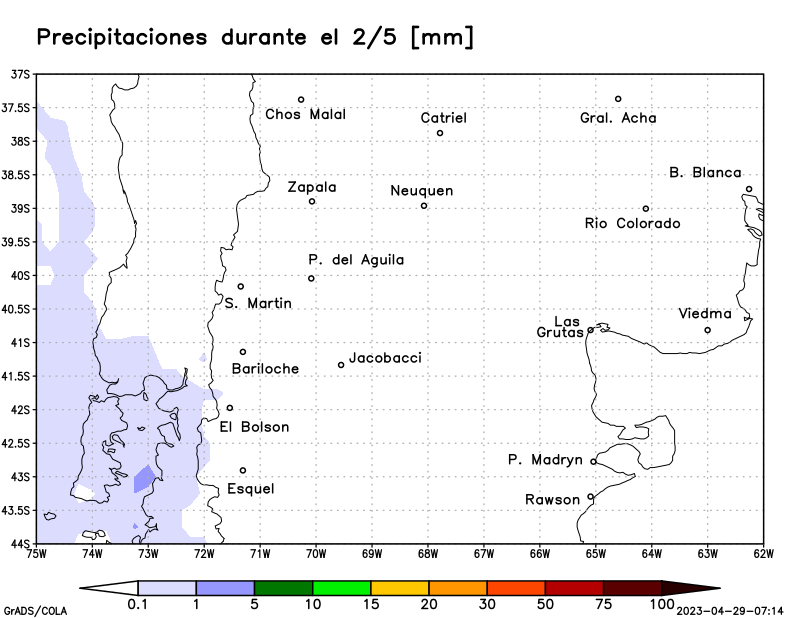 Precipitaciones durante el 2/5 [mm]
37S
37.5S
38S
38.5S
39S
39.5S
40S
40.5S
41S
41.5S
42S
42.5S
43S
43.5S
44S
Chos Malal
Catriel
Gral. Acha
B. Blanca
Zapala
Neuquen
Rio Colorado
P. del Aguila
S. Martin
Las
Grutas
Viedma
Bariloche
Jacobacci
El Bolson
P. Madryn
Esquel
Rawson
75W 74W 73W 72W 71W 70W 69W 68W 67W 66W 65W 64W 63W 62W
0.1 1 5 10 15 20 30 50 75 100
GrADS/COLA
2023-04-29-07:14